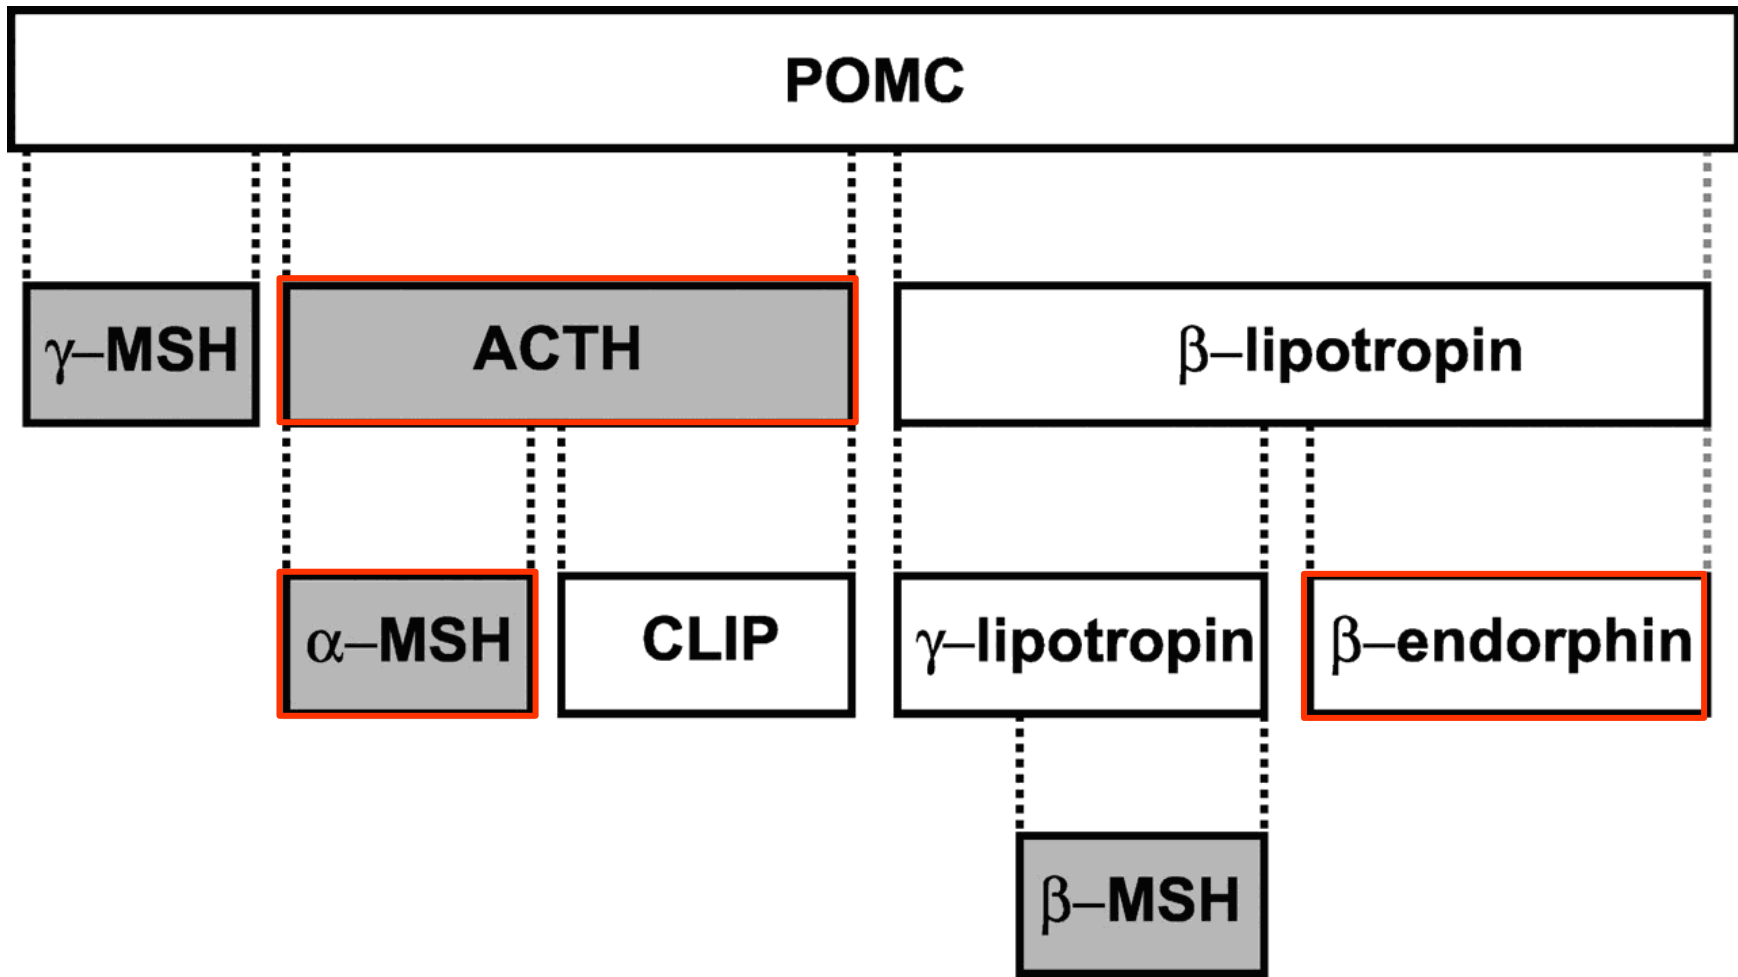 POMC
γ–MSH
ACTH
β–lipotropin
α–MSH
CLIP
γ–lipotropin
β–endorphin
β–MSH